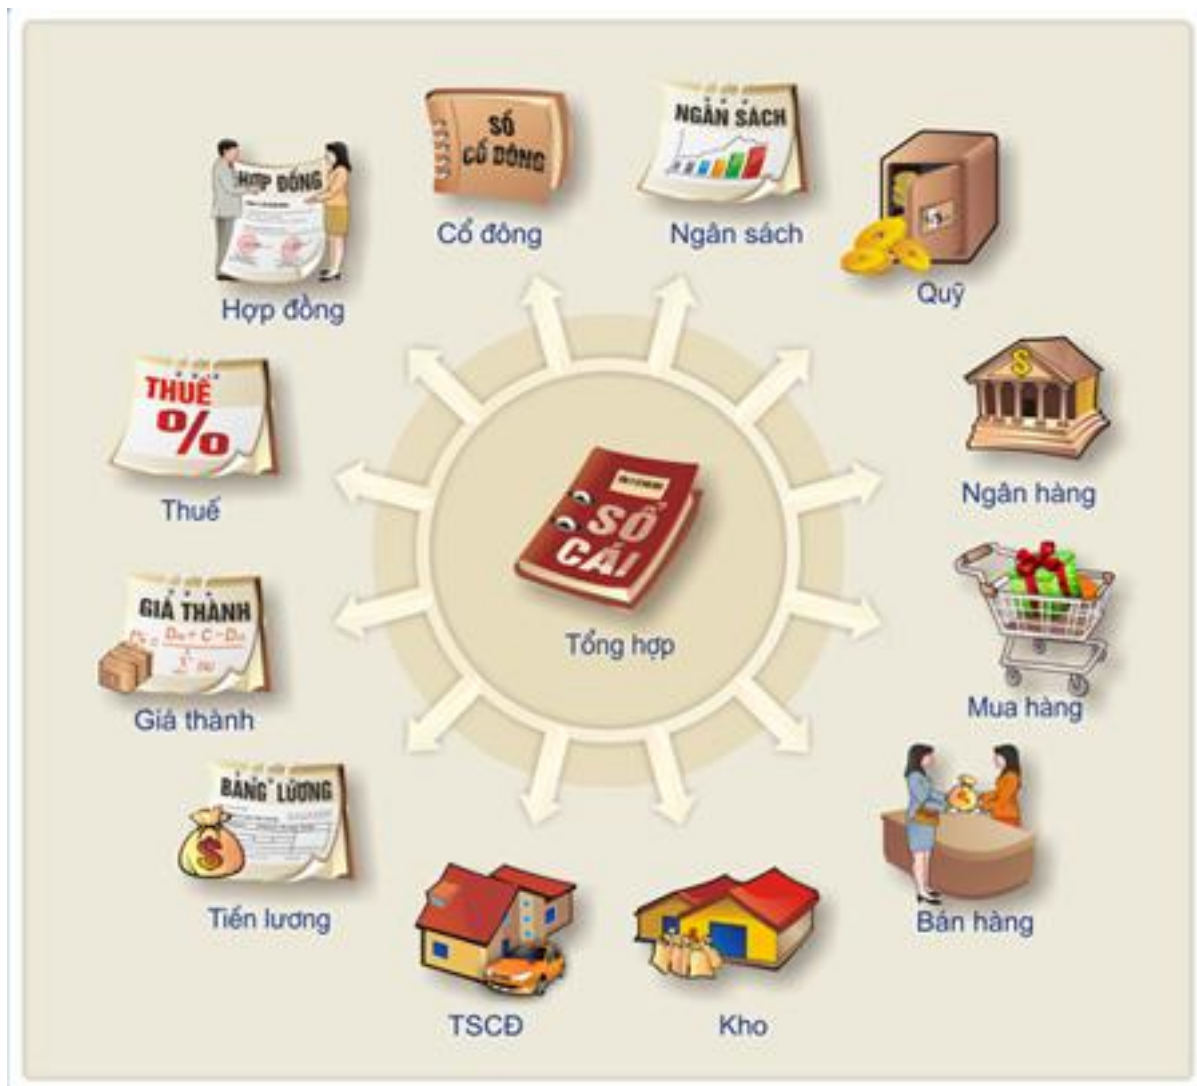 SỔ
CỔ ĐÔNG
Cổ đông
NGÂN SÁCH
Ngân sách
Quỹ
HỢP ĐỒNG
Hợp đồng
THUẾ
%
Thuế
$
Ngân hàng
SỔ
CÁI
Tổng hợp
GIÁ THÀNH
Giá thành
Mua hàng
BẢNG LƯƠNG
$
Tiền lương
Bán hàng
TSCĐ
Kho